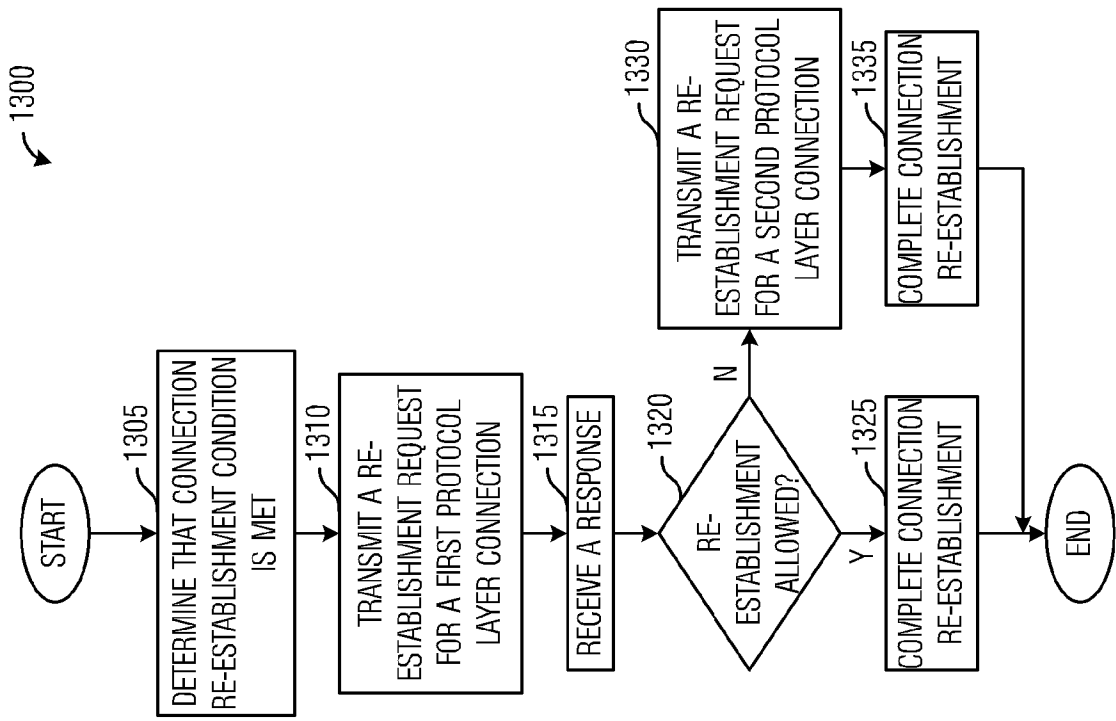 1300
START
1305
DETERMINE THAT CONNECTION
RE-ESTABLISHMENT CONDITION
IS MET
1310
TRANSMIT A RE-
ESTABLISHMENT REQUEST
FOR A FIRST PROTOCOL
LAYER CONNECTION
1315
RECEIVE A RESPONSE
1320
RE-
ESTABLISHMENT
ALLOWED?
N
Y
1325
COMPLETE CONNECTION
RE-ESTABLISHMENT
1330
TRANSMIT A RE-
ESTABLISHMENT REQUEST
FOR A SECOND PROTOCOL
LAYER CONNECTION
1335
COMPLETE CONNECTION
RE-ESTABLISHMENT
END